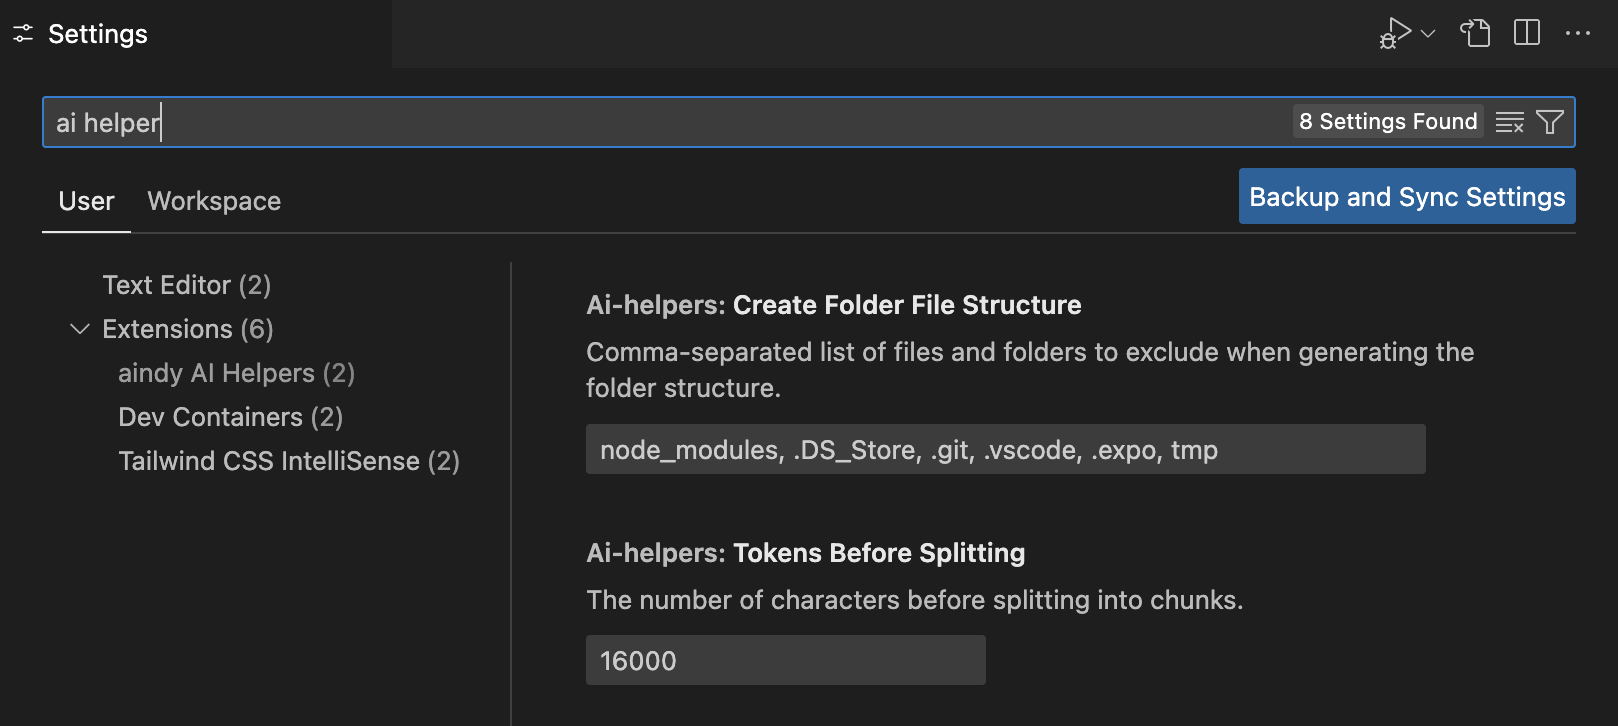 Settings
ai helper
8 Settings Found
User
Workspace
Backup and Sync Settings
Text Editor (2)
Extensions (6)
aindy AI Helpers (2)
Dev Containers (2)
Tailwind CSS IntelliSense (2)
Ai-helpers: Create Folder File Structure
Comma-separated list of files and folders to exclude when generating the
folder structure.
node_modules, .DS_Store, .git, .vscode, .expo, tmp
Ai-helpers: Tokens Before Splitting
The number of characters before splitting into chunks.
16000